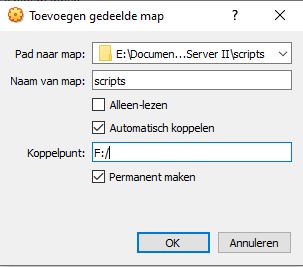 Toevoegen gedeelde map
Pad naar map: E:\Documen...Server II\scripts
Naam van map: scripts
Alleen-lezen
Automatisch koppelen
Koppelpunt: F:/
Permanent maken
OK Annuleren